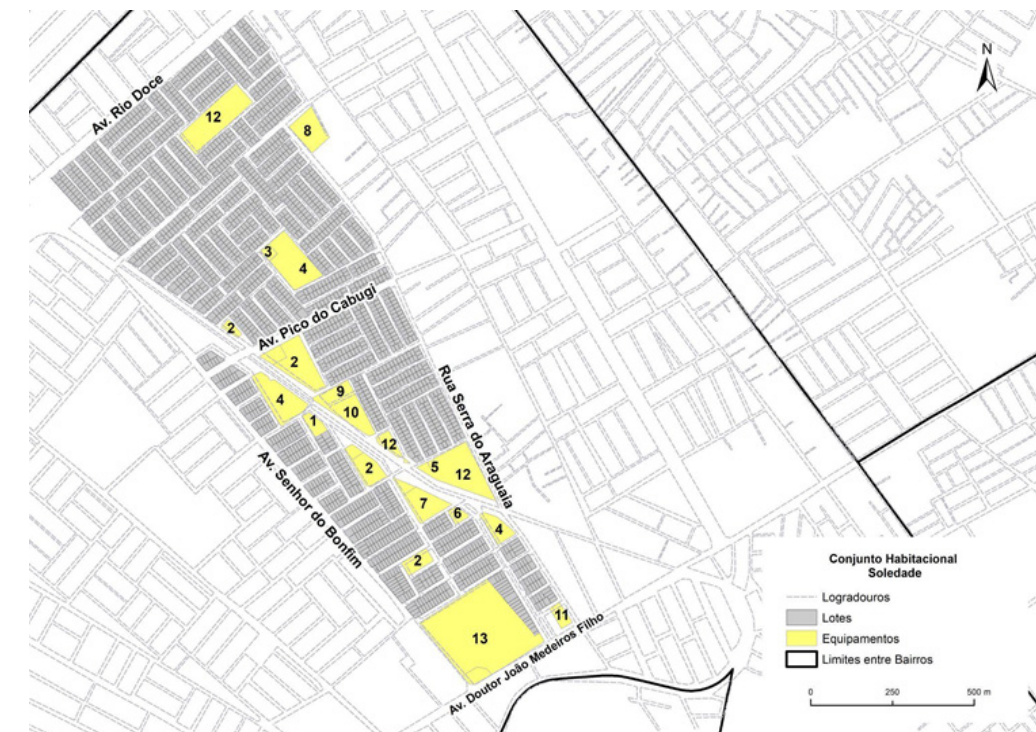 N
Av. Rio Doce
12
8
3
4
2
Av. Pico do Cabugi
2
4
9
10
1
12
Rua Serra do Araguaia
2
5
12
Av. Senhor do Bonfim
7
6
4
2
11
13
Av. Doutor João Medeiros Filho
Conjunto Habitacional
Soledade
Logradouros
Lotes
Equipamentos
Limites entre Bairros
0 250 500 m